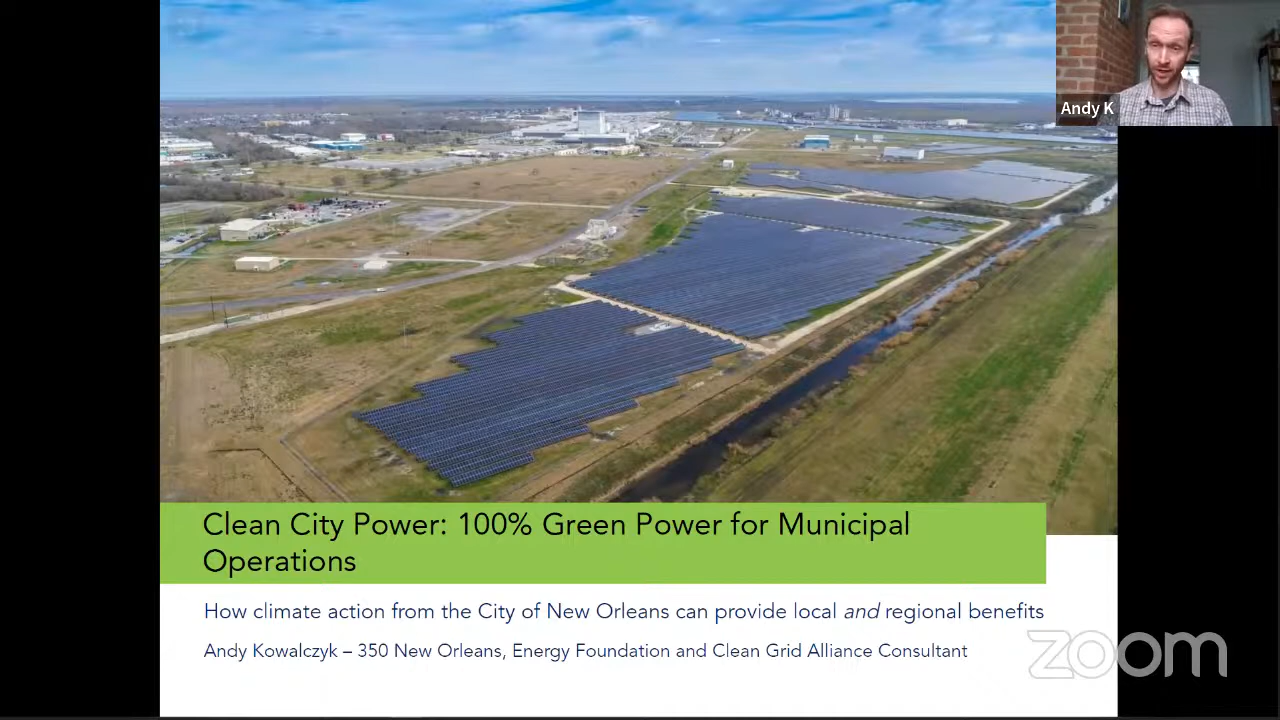 Andy K
Clean City Power: 100% Green Power for Municipal
Operations
How climate action from the City of New Orleans can provide local and regional benefits
Andy Kowalczyk – 350 New Orleans, Energy Foundation and Clean Grid Alliance Consultant
zoom